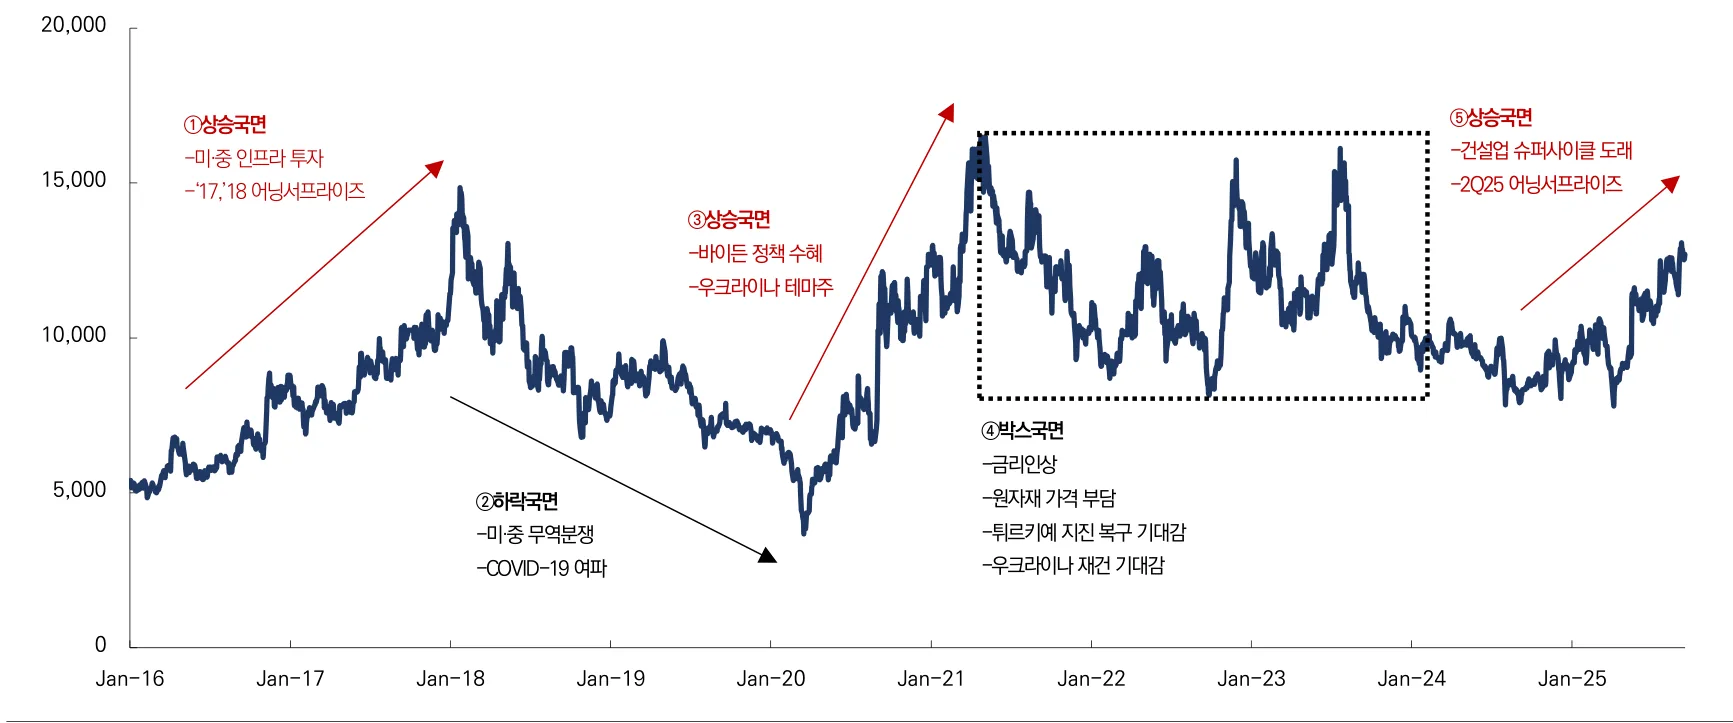 20,000
15,000
10,000
5,000
0
①상승국면
-미·중 인프라 투자
-‘17,’18 어닝서프라이즈
②하락국면
-미·중 무역분쟁
-COVID-19 여파
③상승국면
-바이든 정책 수혜
-우크라이나 테마주
④박스국면
-금리인상
-원자재 가격 부담
-튀르키예 지진 복구 기대감
-우크라이나 재건 기대감
⑤상승국면
-건설업 슈퍼사이클 도래
-2Q25 어닝서프라이즈
Jan-16 Jan-17 Jan-18 Jan-19 Jan-20 Jan-21 Jan-22 Jan-23 Jan-24 Jan-25